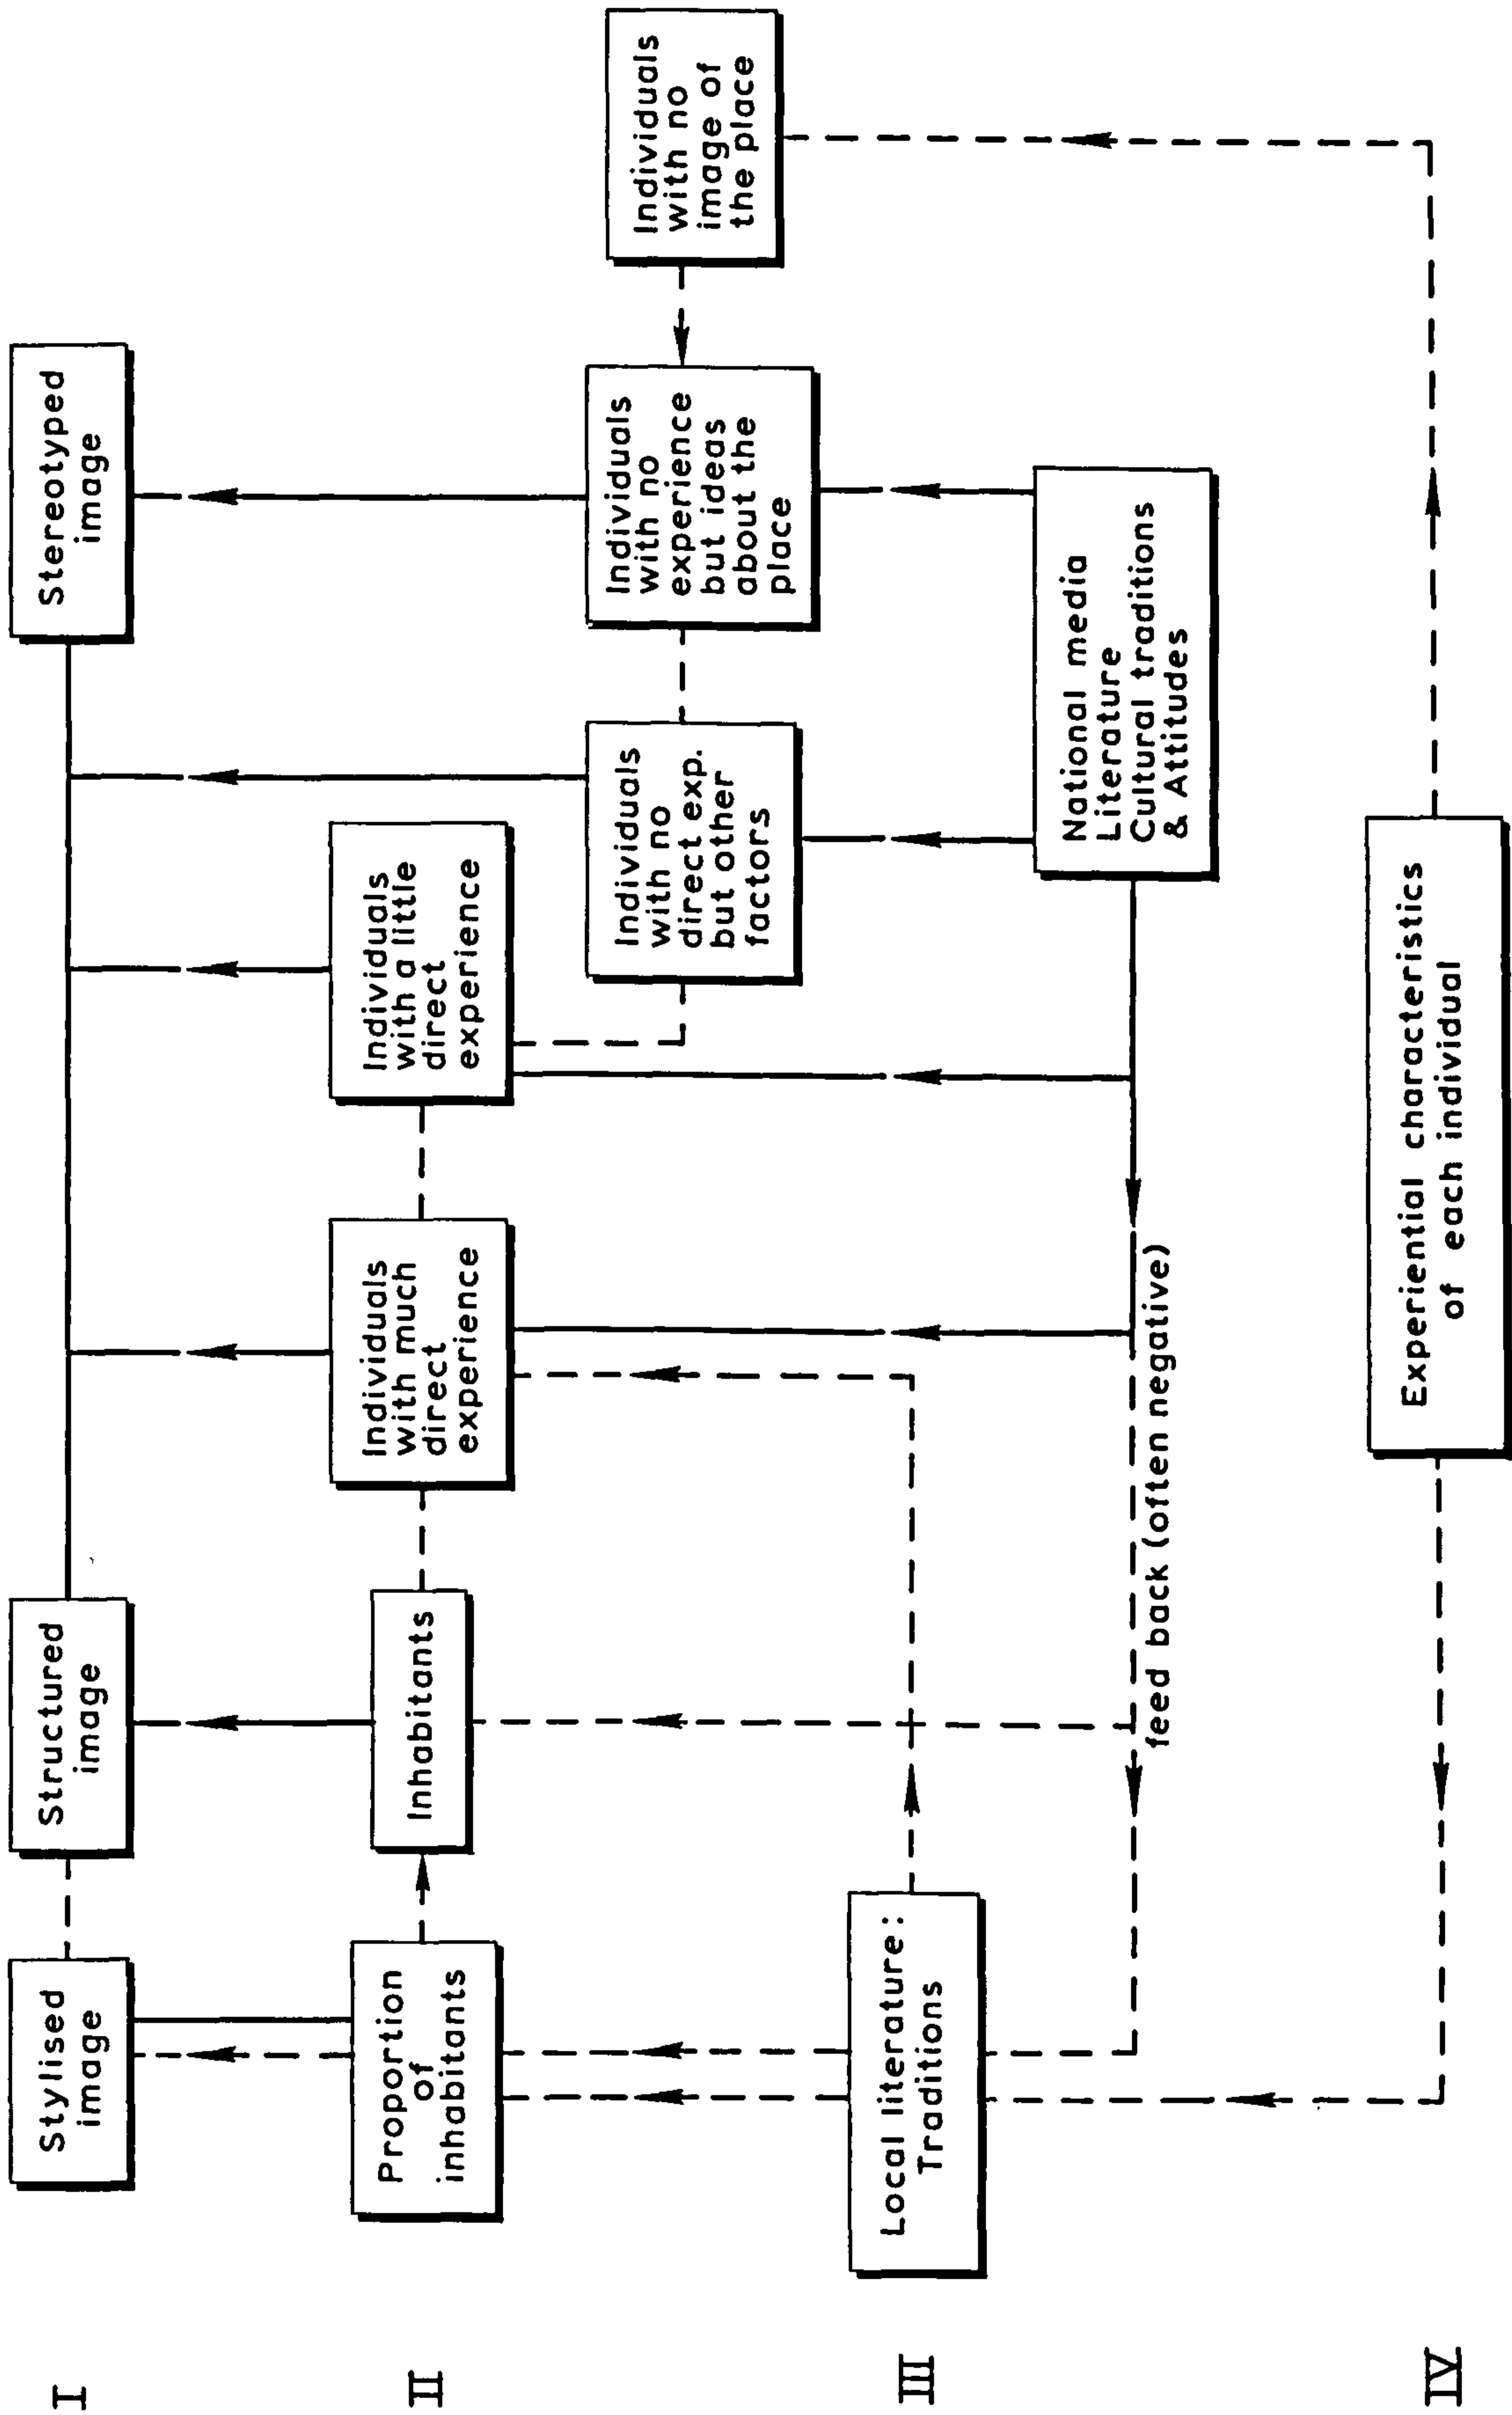 I
Stylised
image
Structured
image
Stereotyped
image
II
Proportion
of
inhabitants
Inhabitants
Individuals
with much
direct
experience
Individuals
with a little
direct
experience
Individuals
with no
direct exp.
but other
factors
Individuals
with no
experience
but ideas
about the
place
Individuals
with no
image of
the place
III
Local literature:
Traditions
National media
Literature
Cultural traditions
& Attitudes
feed back (often negative)
IV
Experiential characteristics
of each individual